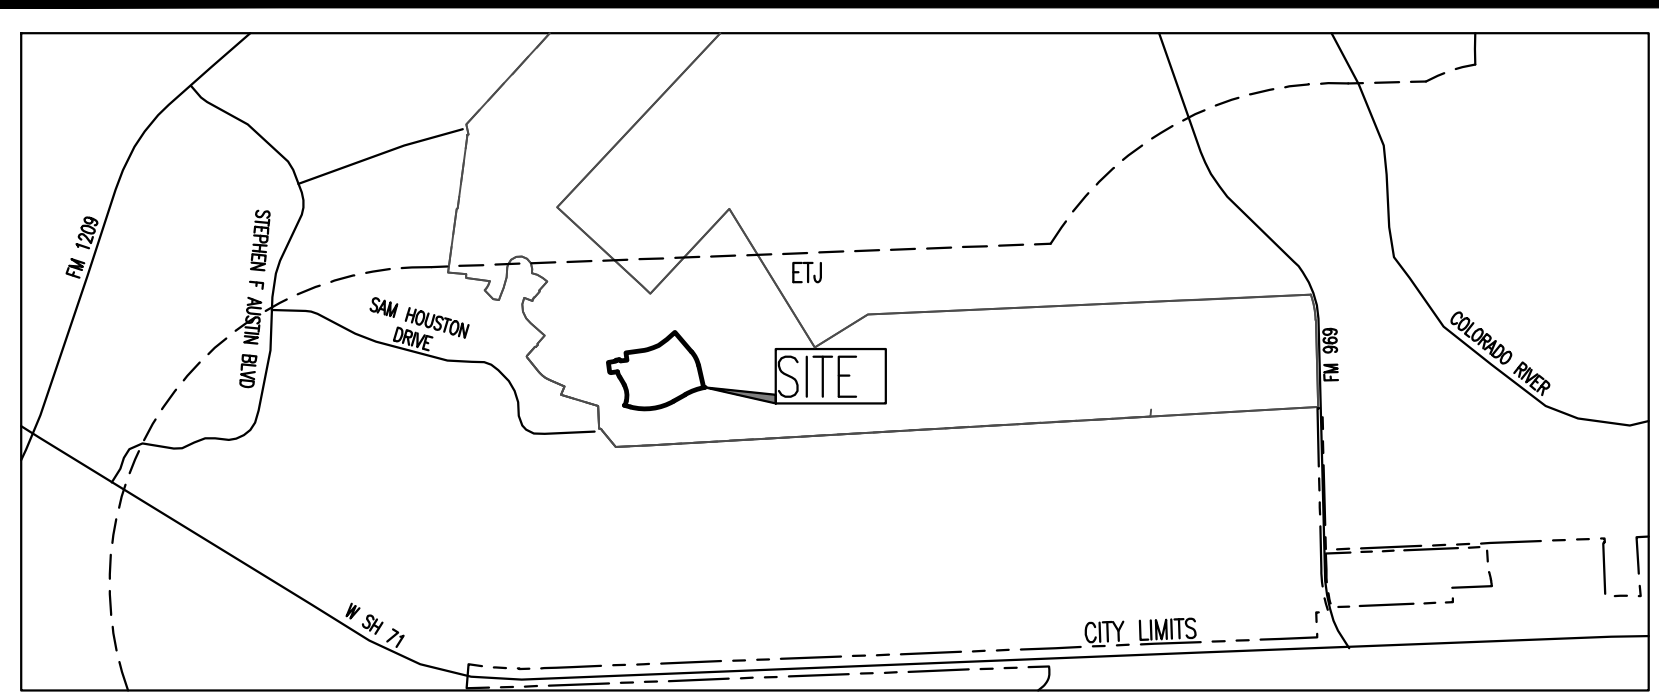 FM 1209
STEPHEN F AUSTIN BLVD
SAM HOUSTON
DRIVE
ETJ
SITE
FM 969
COLORADO RIVER
W SH 71
CITY LIMITS